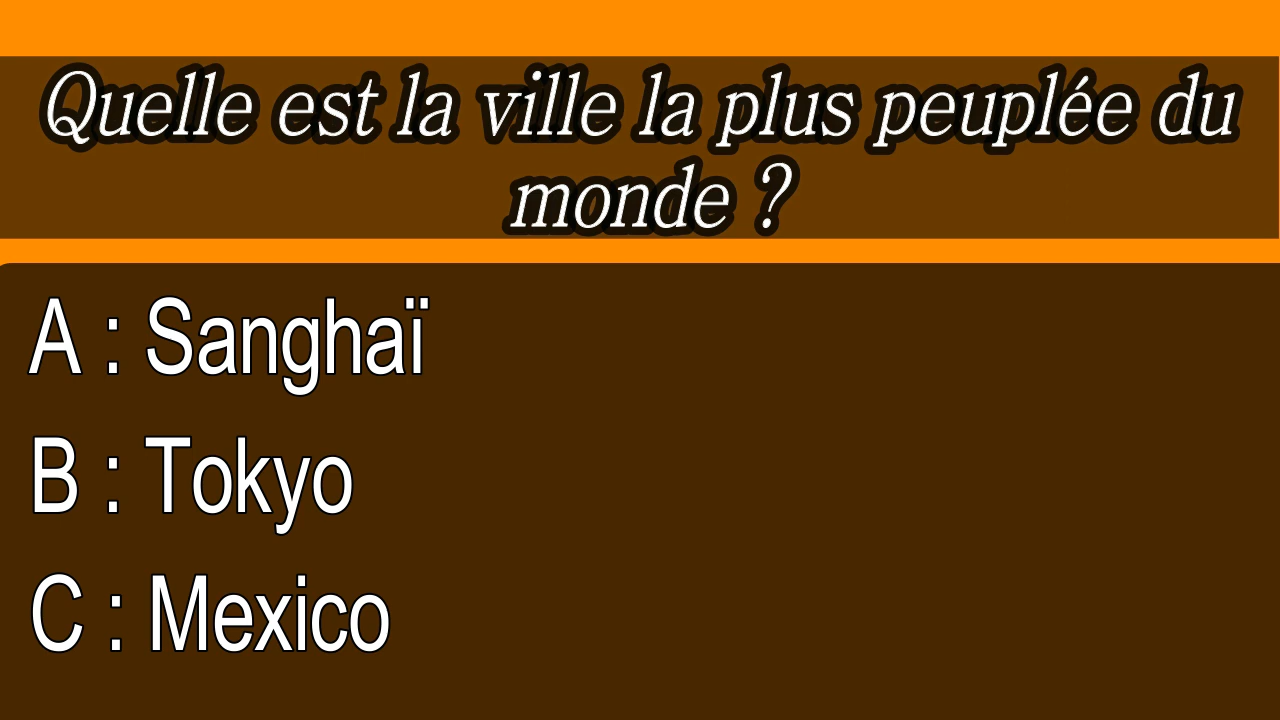 Quelle est la ville la plus peuplée du
monde ?
A : Sanghaï
B : Tokyo
C : Mexico